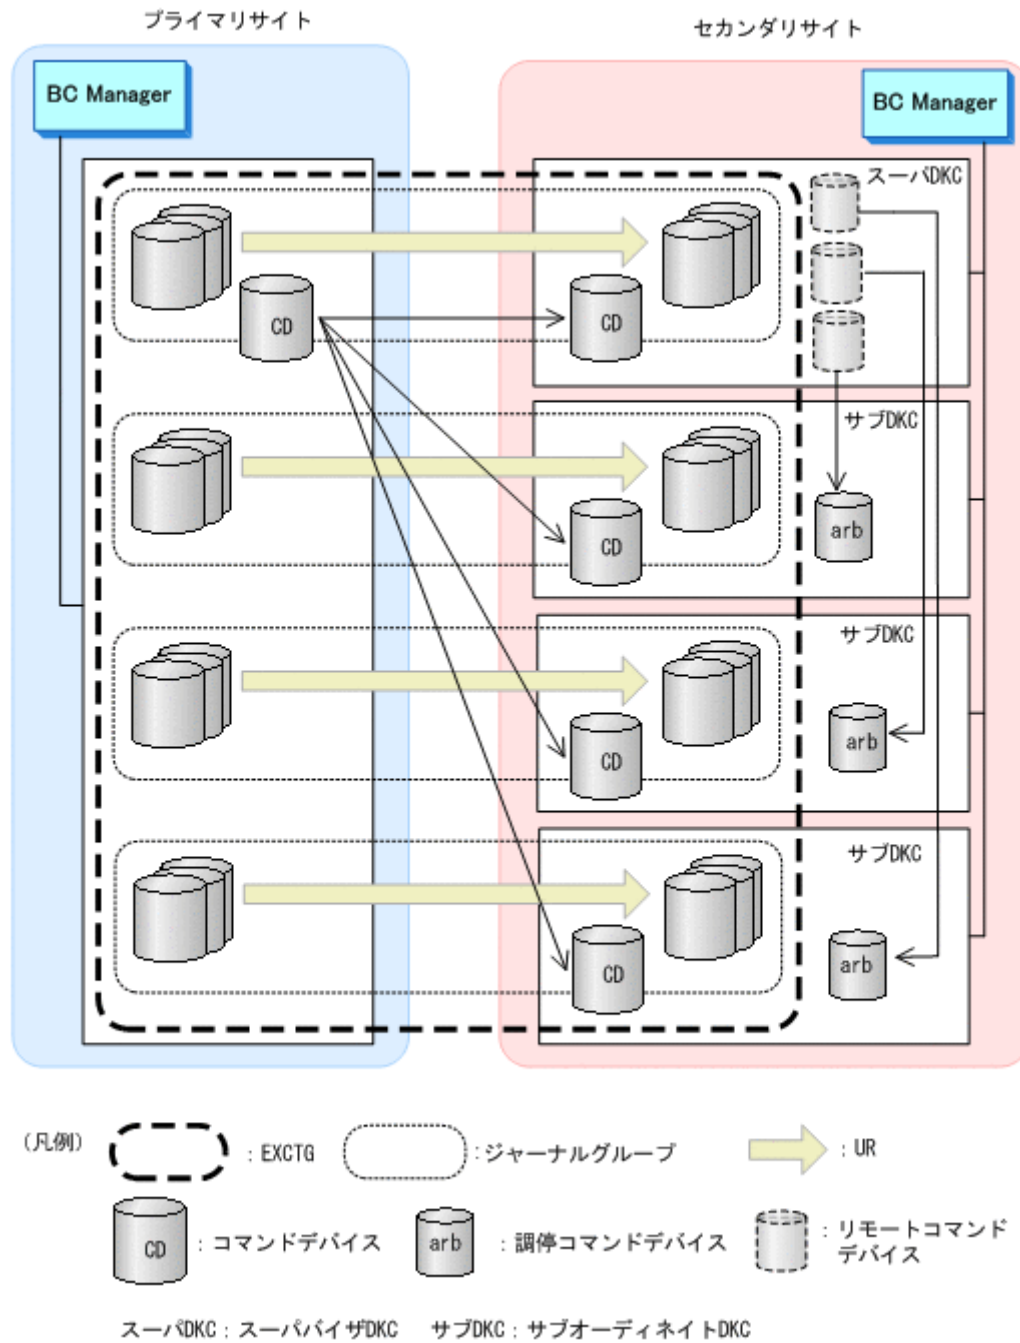 プライマリサイト
セカンダリサイト
BC Manager
BC Manager
スーパDKC
CD
CD
サブDKC
CD
arb
サブDKC
CD
arb
サブDKC
CD
arb
(凡例)
: EXCTG
:ジャーナルグループ
: UR
CD
: コマンドデバイス
arb
: 調停コマンドデバイス
: リモートコマンド
デバイス
スーパDKC : スーパバイザDKC
サブDKC : サブオーディネイトDKC